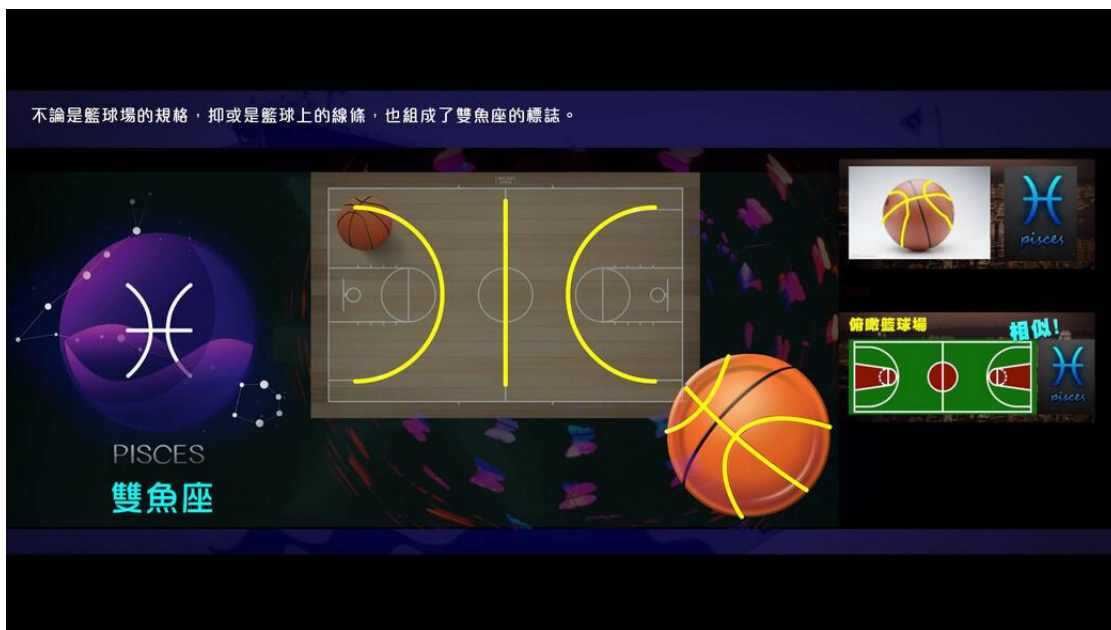 不論是籃球場的規格，抑或是籃球上的線條，也組成了雙魚座的標誌。
PISCES
雙魚座
pisces
俯瞰籃球場
相似!
pisces